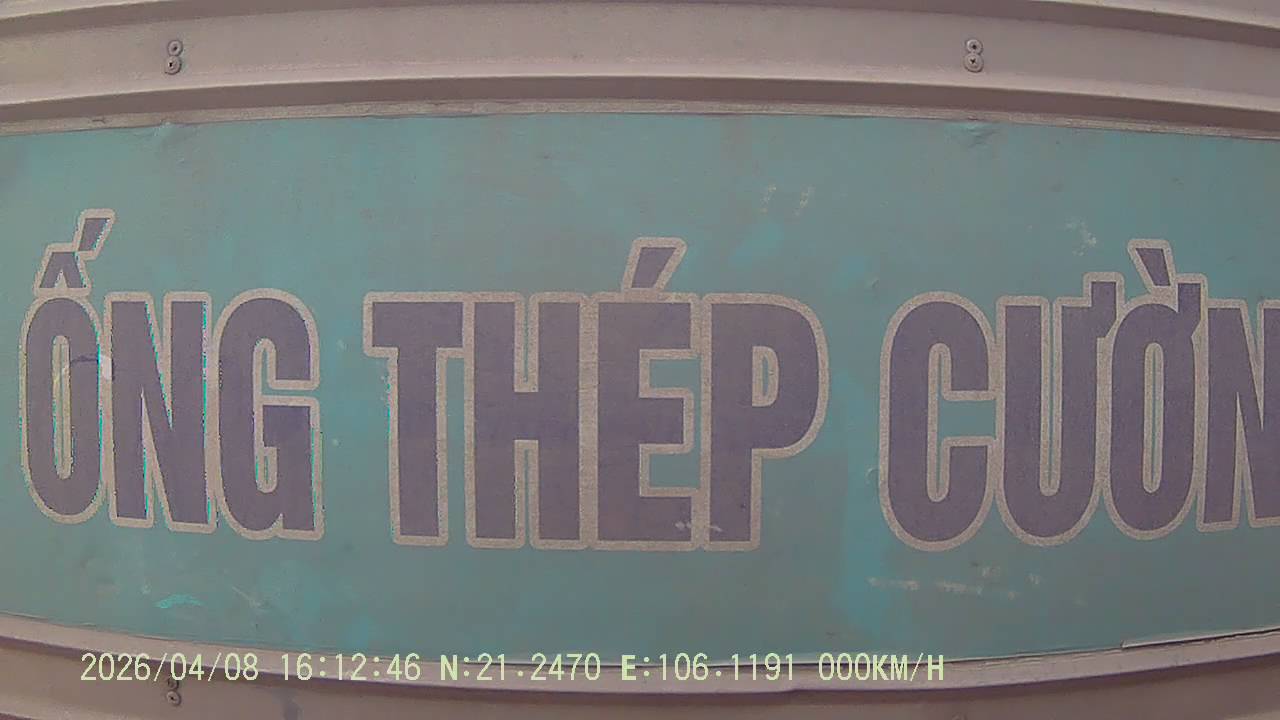 ỐNG THÉP CƯỜN
2026/04/08 16:12:46 N:21.2470 E:106.1191 000KM/H